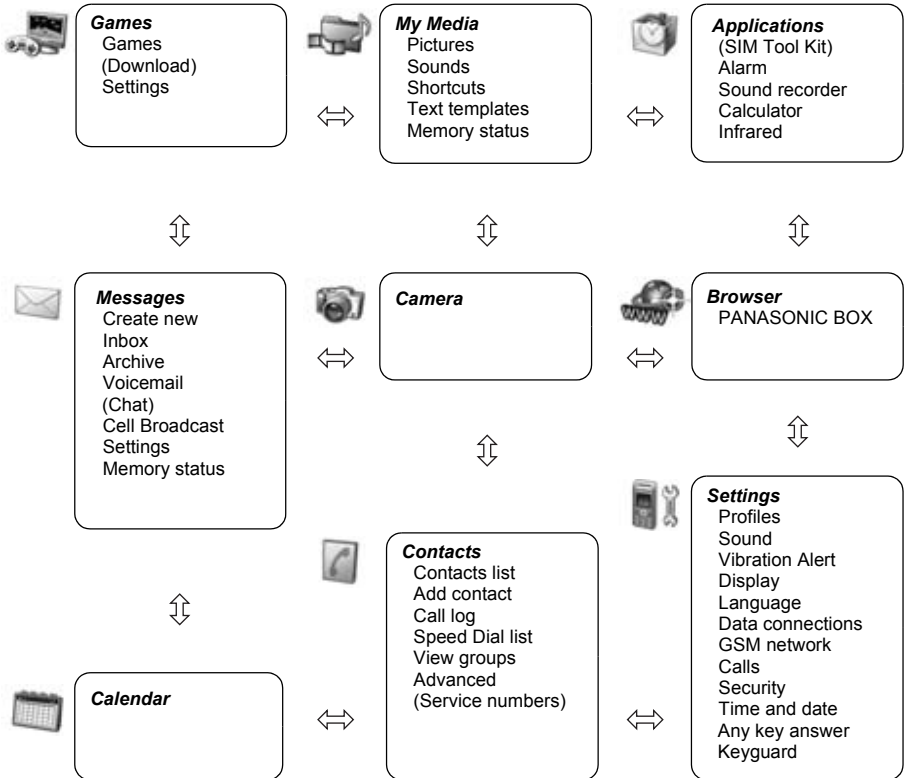 Games
Games
(Download)
Settings
My Media
Pictures
Sounds
Shortcuts
Text templates
Memory status
Applications
(SIM Tool Kit)
Alarm
Sound recorder
Calculator
Infrared
Messages
Create new
Inbox
Archive
Voicemail
(Chat)
Cell Broadcast
Settings
Memory status
Camera
WWW
Browser
PANASONIC BOX
Calendar
Contacts
Contacts list
Add contact
Call log
Speed Dial list
View groups
Advanced
(Service numbers)
Settings
Profiles
Sound
Vibration Alert
Display
Language
Data connections
GSM network
Calls
Security
Time and date
Any key answer
Keyguard